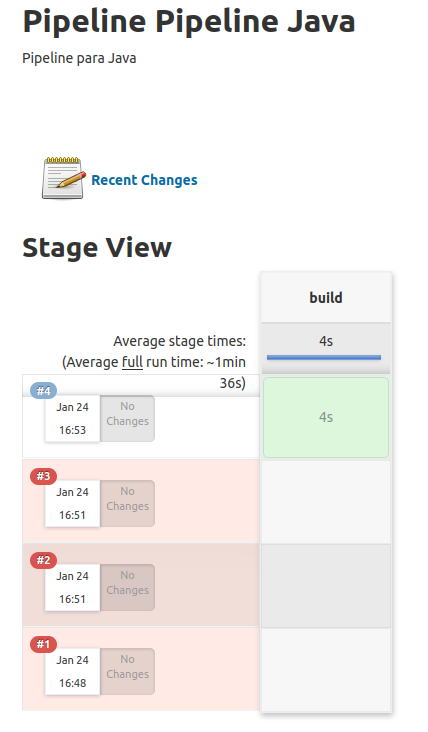 Pipeline Pipeline Java
Pipeline para Java
Recent Changes
Stage View
build
Average stage times:
(Average full run time: ~1min
36s)
4s
#4
Jan 24
16:53
No
Changes
4s
#3
Jan 24
16:51
No
Changes
#2
Jan 24
16:51
No
Changes
#1
Jan 24
16:48
No
Changes